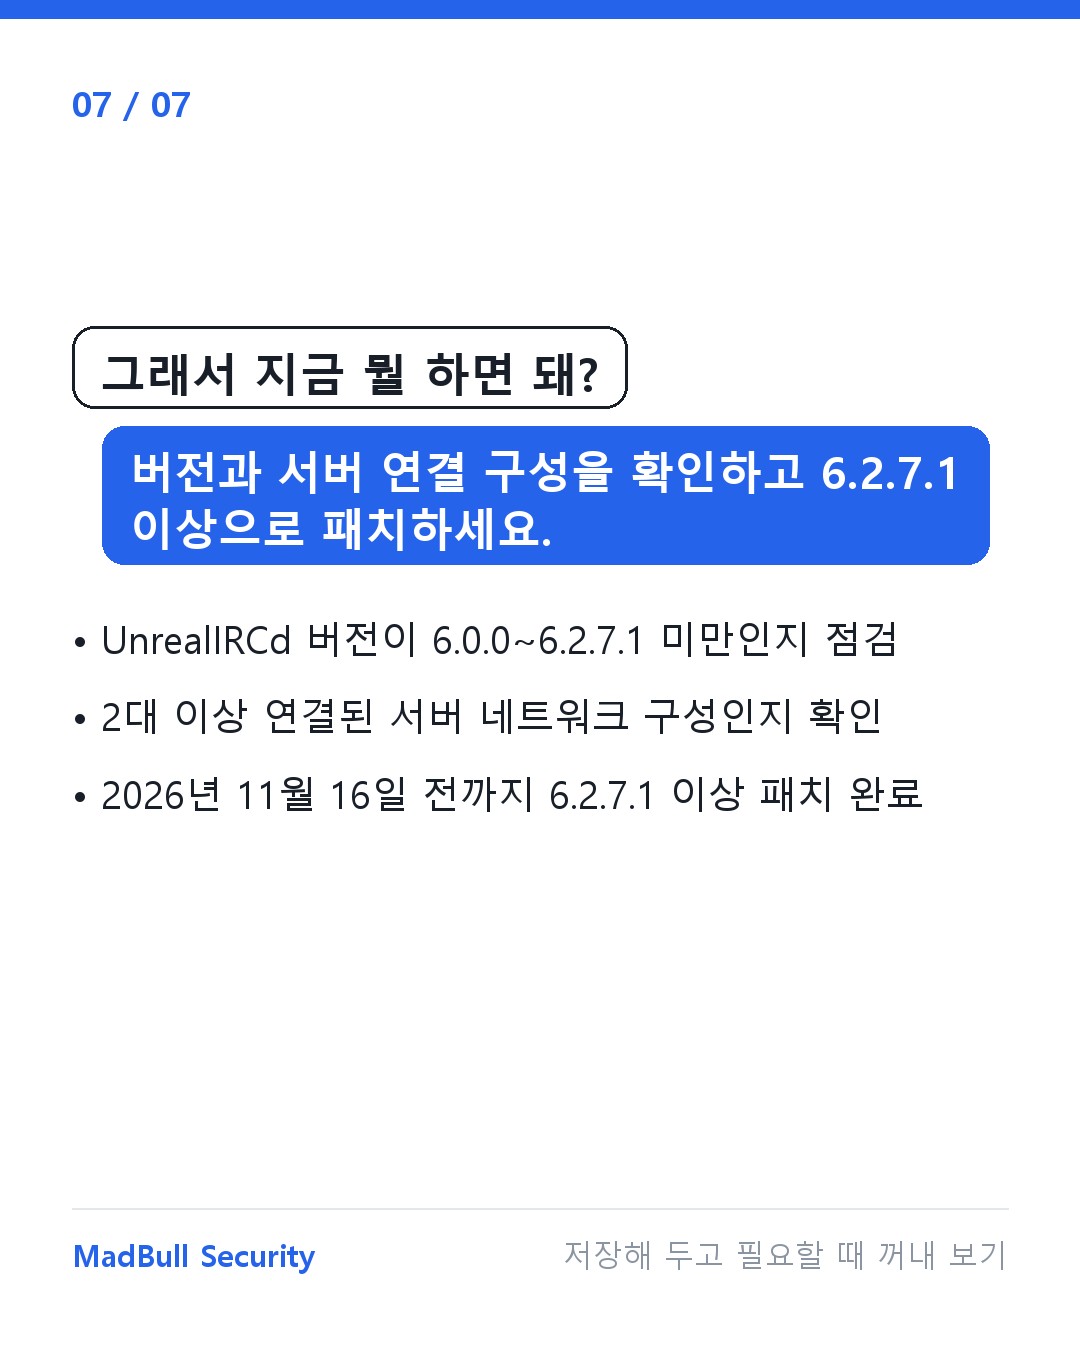 07 / 07
그래서 지금 뭘 하면 돼?
버전과 서버 연결 구성을 확인하고 6.2.7.1
이상으로 패치하세요.
• UnrealIRCd 버전이 6.0.0~6.2.7.1 미만인지 점검
• 2대 이상 연결된 서버 네트워크 구성인지 확인
• 2026년 11월 16일 전까지 6.2.7.1 이상 패치 완료
MadBull Security
저장해 두고 필요할 때 꺼내 보기